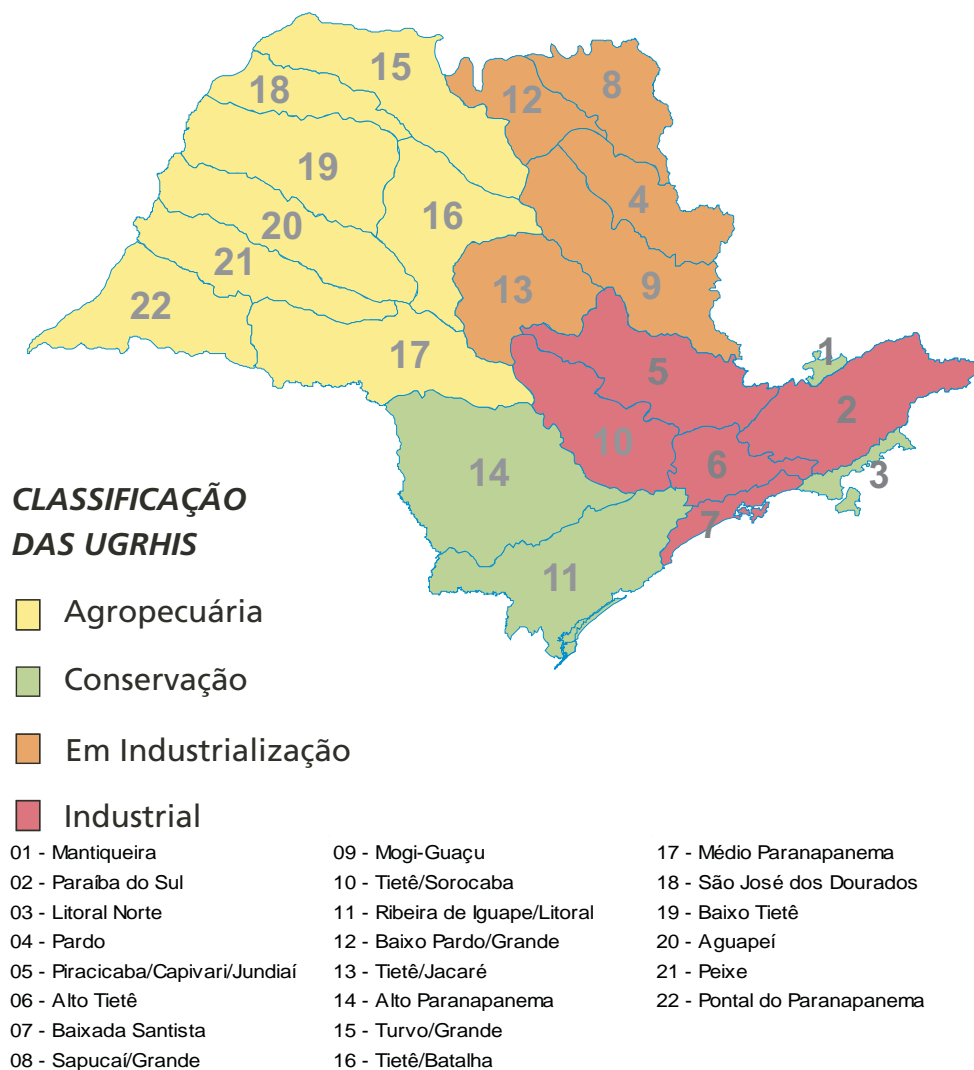 15
8
18
12
19
4
16
20
21
9
13
22
17
1
5
2
10
6
14
3
7
11
CLASSIFICAÇÃO
DAS UGRHIS
Agropecuária
Conservação
Em Industrialização
Industrial
01 - Mantiqueira
02 - Paraíba do Sul
03 - Litoral Norte
04 - Pardo
05 - Piracicaba/Capivari/Jundiaí
06 - Alto Tietê
07 - Baixada Santista
08 - Sapucaí/Grande
09 - Mogi-Guaçu
10 - Tietê/Sorocaba
11 - Ribeira de Iguape/Litoral
12 - Baixo Pardo/Grande
13 - Tietê/Jacaré
14 - Alto Paranapanema
15 - Turvo/Grande
16 - Tietê/Batalha
17 - Médio Paranapanema
18 - São José dos Dourados
19 - Baixo Tietê
20 - Aguapeí
21 - Peixe
22 - Pontal do Paranapanema